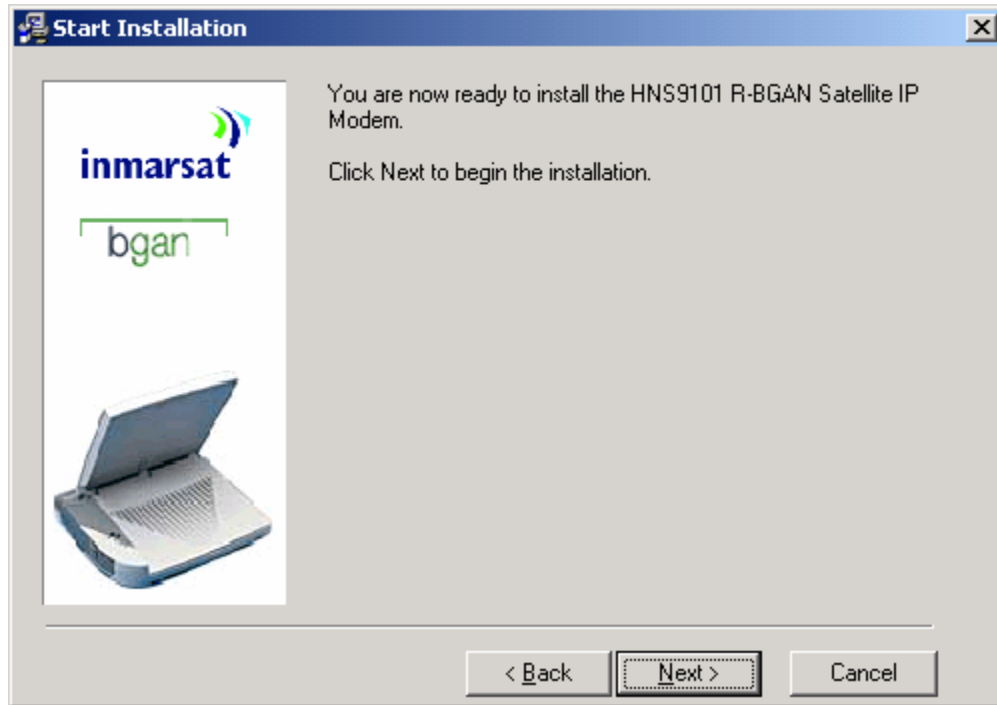 Start Installation
inmarsat
bgan
You are now ready to install the HNS9101 R-BGAN Satellite IP
Modem.
Click Next to begin the installation.
< Back
Next >
Cancel